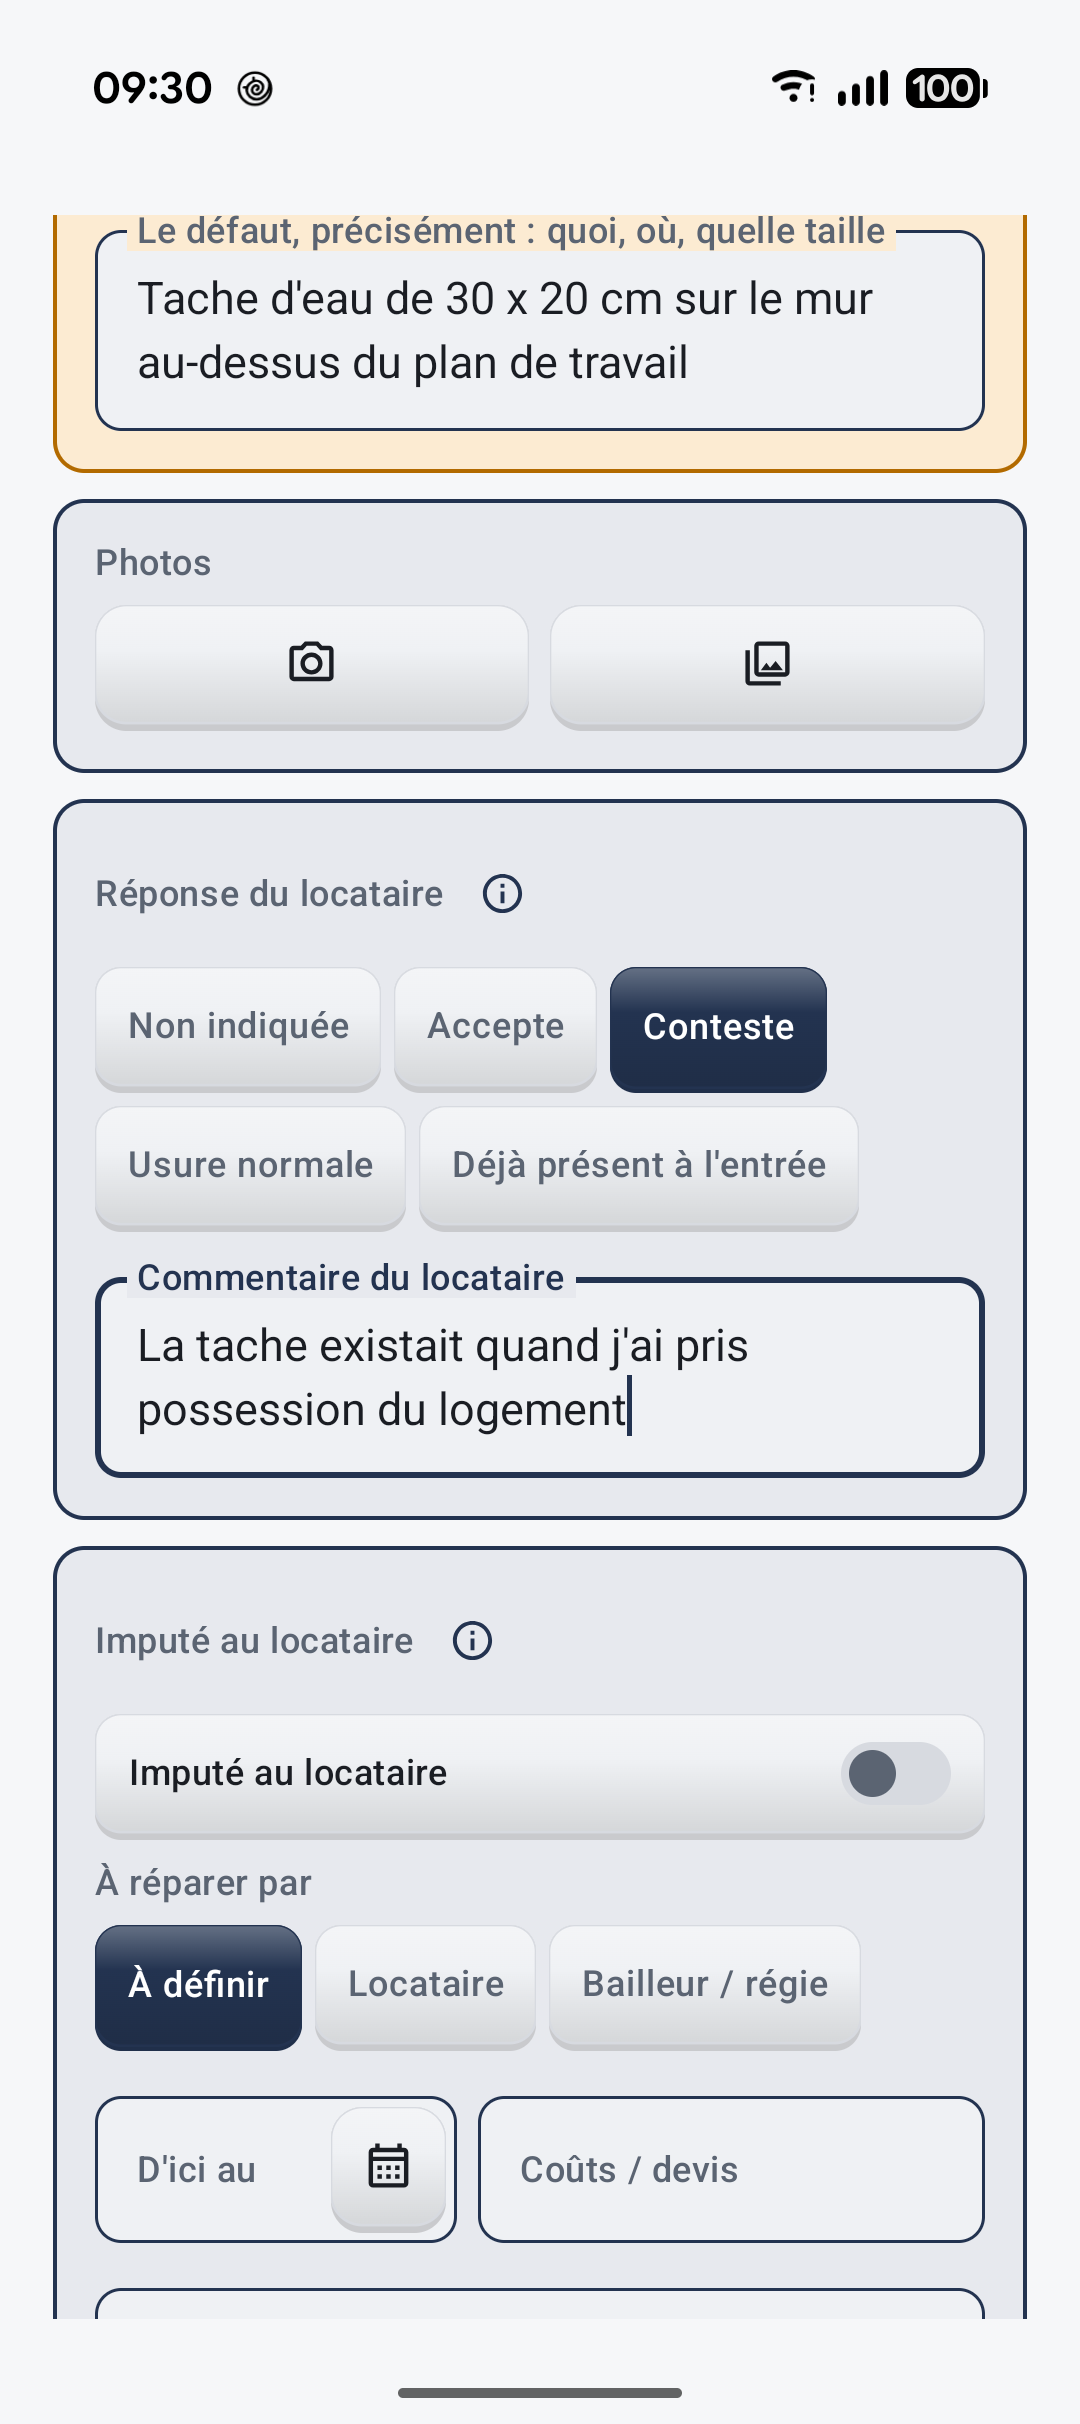 09:30
100
Le défaut, précisément : quoi, où, quelle taille
Tache d'eau de 30 x 20 cm sur le mur
au-dessus du plan de travail
Photos
Réponse du locataire
Non indiquée
Accepte
Conteste
Usure normale
Déjà présent à l'entrée
Commentaire du locataire
La tache existait quand j'ai pris
possession du logement
Imputé au locataire
Imputé au locataire
À réparer par
À définir
Locataire
Bailleur / régie
D'ici au
Coûts / devis